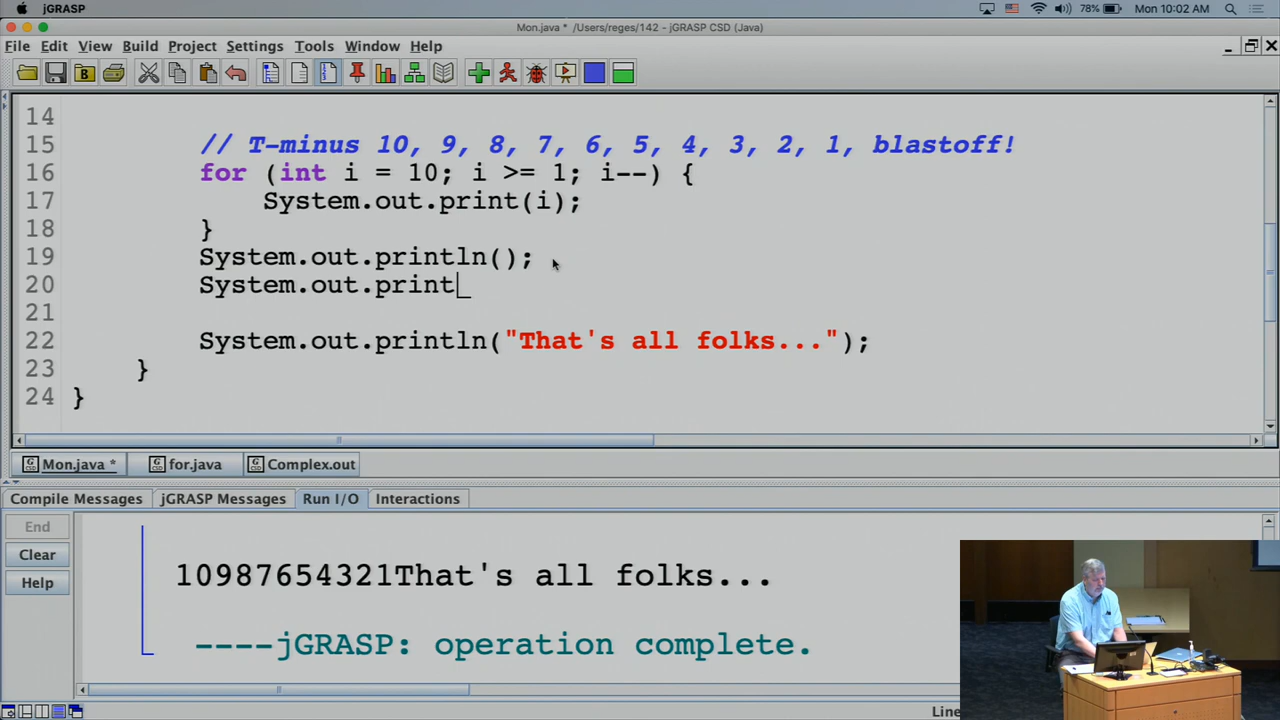 jGRASP
78% Mon 10:02 AM
Mon.java * /Users/reges/142 - jGRASP CSD (Java)
File Edit View Build Project Settings Tools Window Help
14
15 // T-minus 10, 9, 8, 7, 6, 5, 4, 3, 2, 1, blastoff!
16 for (int i = 10; i >= 1; i--) {
17 System.out.print(i);
18 }
19 System.out.println();
20 System.out.print
21
22 System.out.println("That's all folks...");
23 }
24 }
Mon.java * for.java Complex.out
Compile Messages jGRASP Messages Run I/O Interactions
End
Clear
Help
10987654321That's all folks...
----jGRASP: operation complete.
Line